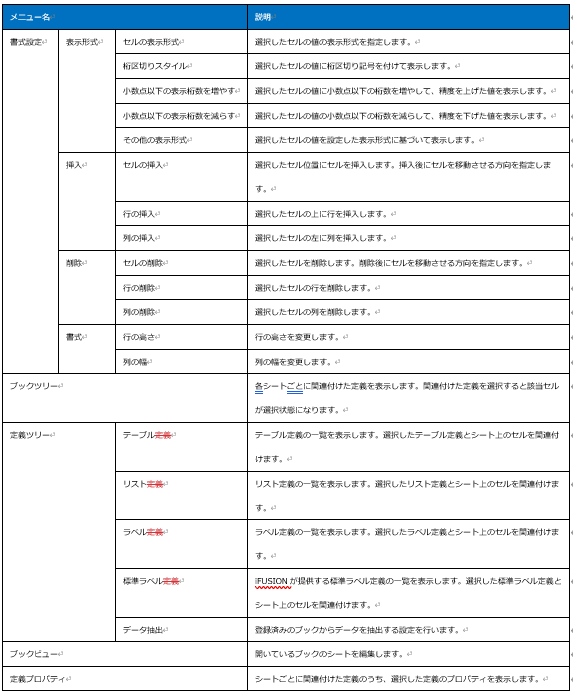 メニュー名 説明
書式設定 表示形式 セルの表示形式 選択したセルの値の表示形式を指定します。
桁区切りスタイル 選択したセルの値に桁区切り記号を付けて表示します。
小数点以下の表示桁数を増やす 選択したセルの値に小数点以下の桁数を増やして、精度を上げた値を表示します。
小数点以下の表示桁数を減らす 選択したセルの値の小数点以下の桁数を減らして、精度を下げた値を表示します。
その他の表示形式 選択したセルの値を設定した表示形式に基づいて表示します。
挿入 セルの挿入 選択したセル位置にセルを挿入します。挿入後にセルを移動させる方向を指定しま
す。
行の挿入 選択したセルの上に行を挿入します。
列の挿入 選択したセルの左に列を挿入します。
削除 セルの削除 選択したセルを削除します。削除後にセルを移動させる方向を指定します。
行の削除 選択したセルの行を削除します。
列の削除 選択したセルの列を削除します。
書式 行の高さ 行の高さを変更します。
列の幅 列の幅を変更します。
ブックツリー 各シートごとに関連付けた定義を表示します。関連付けた定義を選択すると該当セル
が選択状態になります。
定義ツリー テーブル定義 テーブル定義の一覧を表示します。選択したテーブル定義とシート上のセルを関連付
けます。
リスト定義 リスト定義の一覧を表示します。選択したリスト定義とシート上のセルを関連付けま
す。
ラベル定義 ラベル定義の一覧を表示します。選択したラベル定義とシート上のセルを関連付けま
す。
標準ラベル定義 iFUSIONが提供する標準ラベル定義の一覧を表示します。選択した標準ラベル定義と
シート上のセルを関連付けます。
データ抽出 登録済みのブックからデータを抽出する設定を行います。
ブックビュー 開いているブックのシートを編集します。
定義プロパティ シートごとに関連付けた定義のうち、選択した定義のプロパティを表示します。